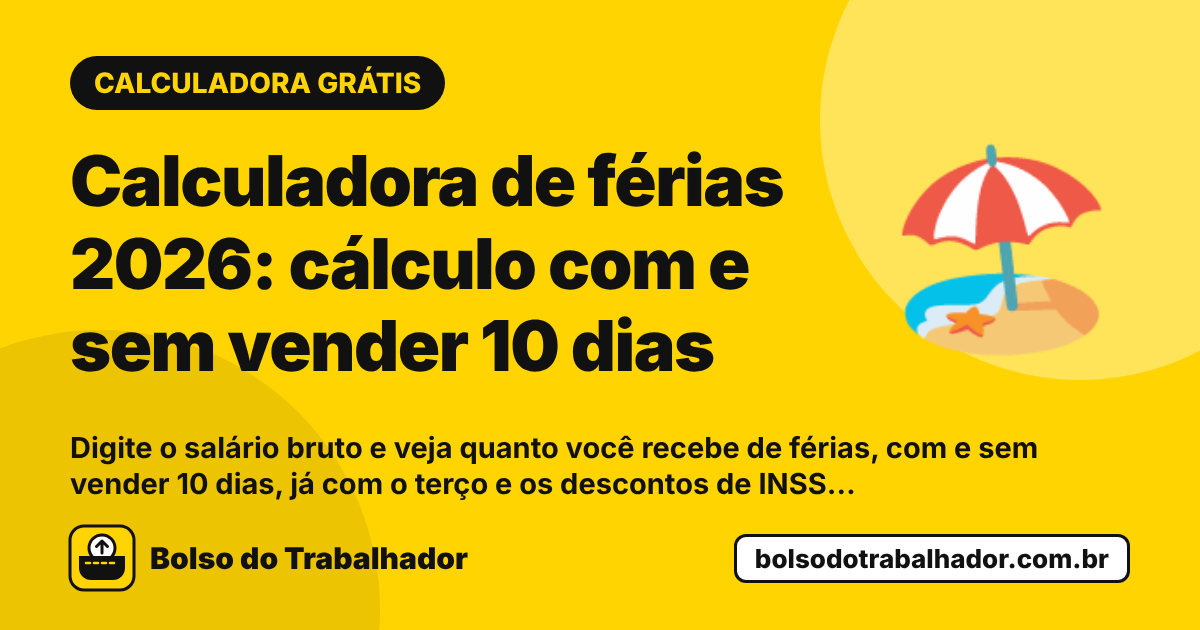 CALCULADORA GRÁTIS
Calculadora de férias
2026: cálculo com e
sem vender 10 dias
Digite o salário bruto e veja quanto você recebe de férias, com e sem
vender 10 dias, já com o terço e os descontos de INSS...
Bolso do Trabalhador
bolsodotrabalhador.com.br